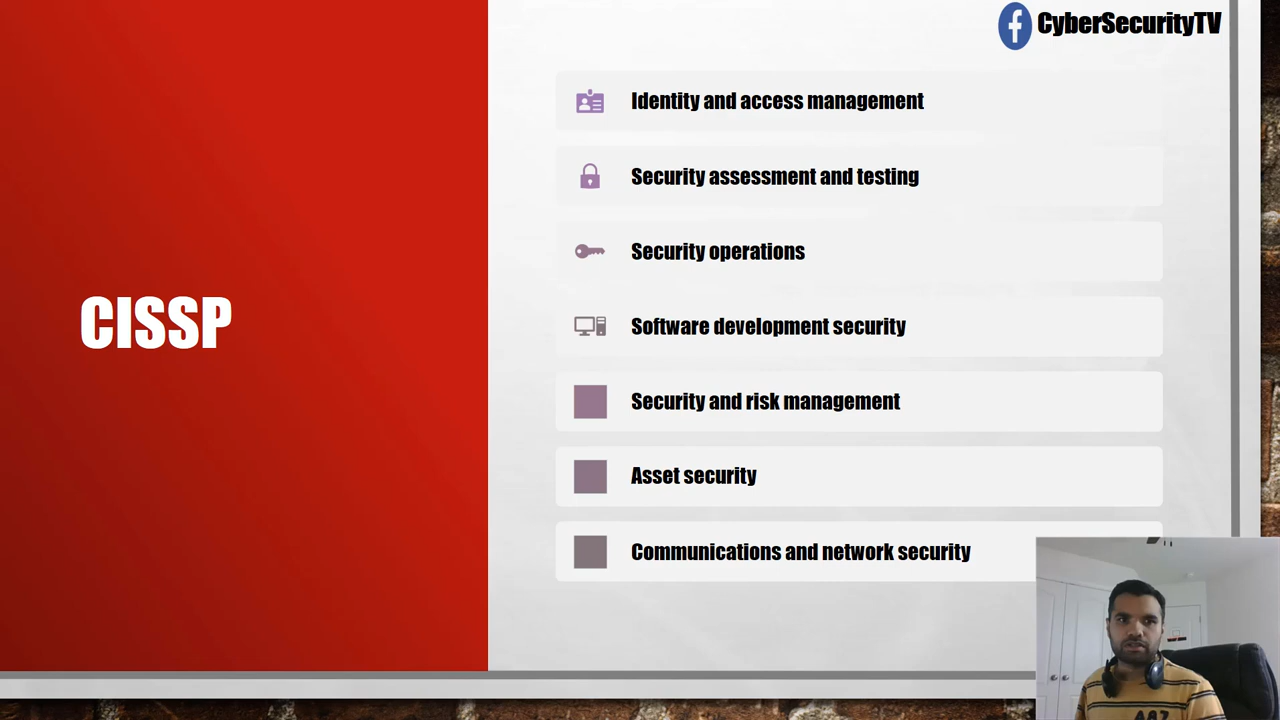 CyberSecurityTV
Identity and access management
Security assessment and testing
Security operations
CISSP
Software development security
Security and risk management
Asset security
Communications and network security